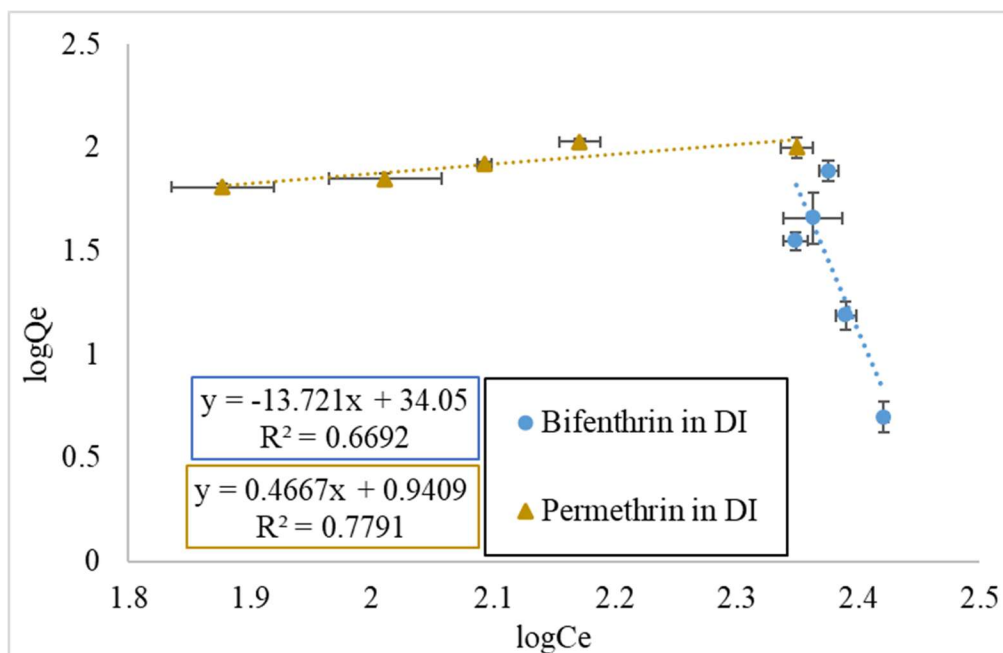 2.5
2
1.5
1
0.5
0
logQe
y = -13.721x + 34.05
R² = 0.6692
y = 0.4667x + 0.9409
R² = 0.7791
Bifenthrin in DI
Permethrin in DI
1.8 1.9 2 2.1 2.2 2.3 2.4 2.5
logCe